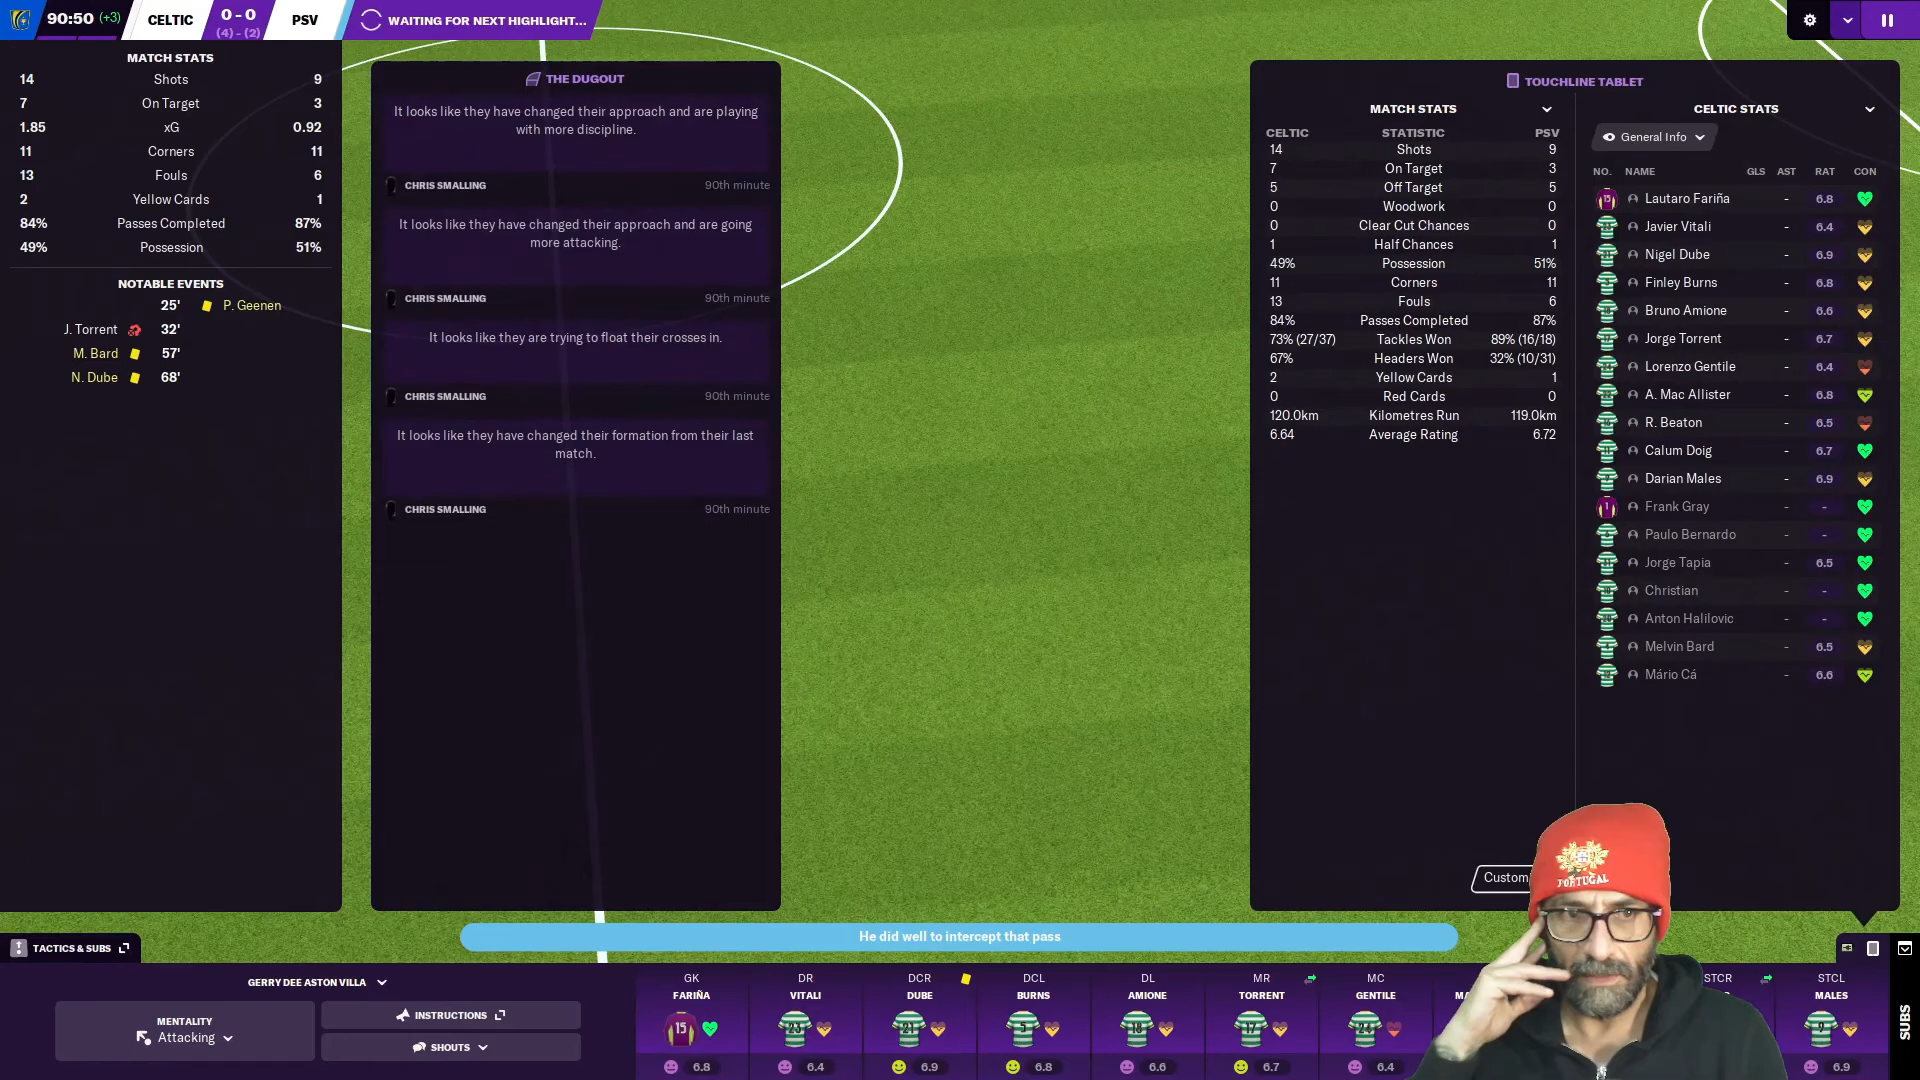 90:50 (+3) CELTIC 0 - 0 PSV
(4) - (2)
WAITING FOR NEXT HIGHLIGHT...
MATCH STATS
14 Shots 9
7 On Target 3
1.85 xG 0.92
11 Corners 11
13 Fouls 6
2 Yellow Cards 1
84% Passes Completed 87%
49% Possession 51%
NOTABLE EVENTS
25' P. Geenen
J. Torrent 32'
M. Bard 57'
N. Dube 68'
THE DUGOUT
It looks like they have changed their approach and are playing
with more discipline.
CHRIS SMALLING 90th minute
It looks like they have changed their approach and are going
more attacking.
CHRIS SMALLING 90th minute
It looks like they are trying to float their crosses in.
CHRIS SMALLING 90th minute
It looks like they have changed their formation from their last
match.
CHRIS SMALLING 90th minute
TOUCHLINE TABLET
MATCH STATS
CELTIC STATISTIC PSV
14 Shots 9
7 On Target 3
5 Off Target 5
0 Woodwork 0
0 Clear Cut Chances 0
1 Half Chances 1
49% Possession 51%
11 Corners 11
13 Fouls 6
84% Passes Completed 87%
73% (27/37) Tackles Won 89% (16/18)
67% Headers Won 32% (10/31)
2 Yellow Cards 1
0 Red Cards 0
120.0km Kilometres Run 119.0km
6.64 Average Rating 6.72
CELTIC STATS
General Info
NO. NAME GLS AST RAT CON
15 Lautaro Fariña - 6.8
Javier Vitali - 6.4
Nigel Dube - 6.9
Finley Burns - 6.8
Bruno Amione - 6.6
Jorge Torrent - 6.7
Lorenzo Gentile - 6.4
A. Mac Allister - 6.8
R. Beaton - 6.5
Calum Doig - 6.7
Darian Males - 6.9
1 Frank Gray - -
Paulo Bernardo - -
Jorge Tapia - 6.5
Christian - -
Anton Halilovic - -
Melvin Bard - 6.5
Mário Cá - 6.6
Custom
PORTUGAL
He did well to intercept that pass
TACTICS & SUBS
GERRY DEE ASTON VILLA
MENTALITY
Attacking
INSTRUCTIONS
SHOUTS
GK DR DCR DCL DL MR MC STCR STCL
FARIÑA VITALI DUBE BURNS AMIONE TORRENT GENTILE MALES
15 23 21 5 18 17 24 9
6.8 6.4 6.9 6.8 6.6 6.7 6.4 6.9
SUBS